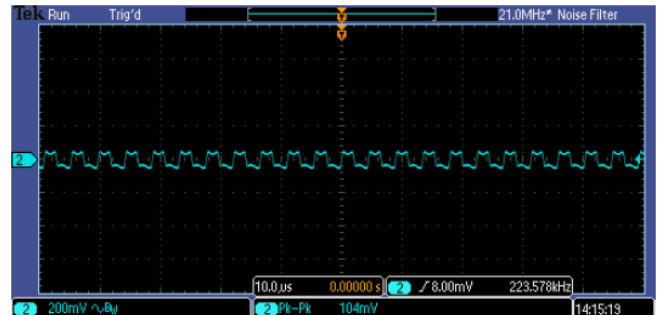 Tek Run Trig'd 21.0MHz* Noise Filter
2
10.0µs 0.00000 s 2 8.00mV 223.578kHz
2 200mV BW 2 Pk-Pk 104mV 14:15:19